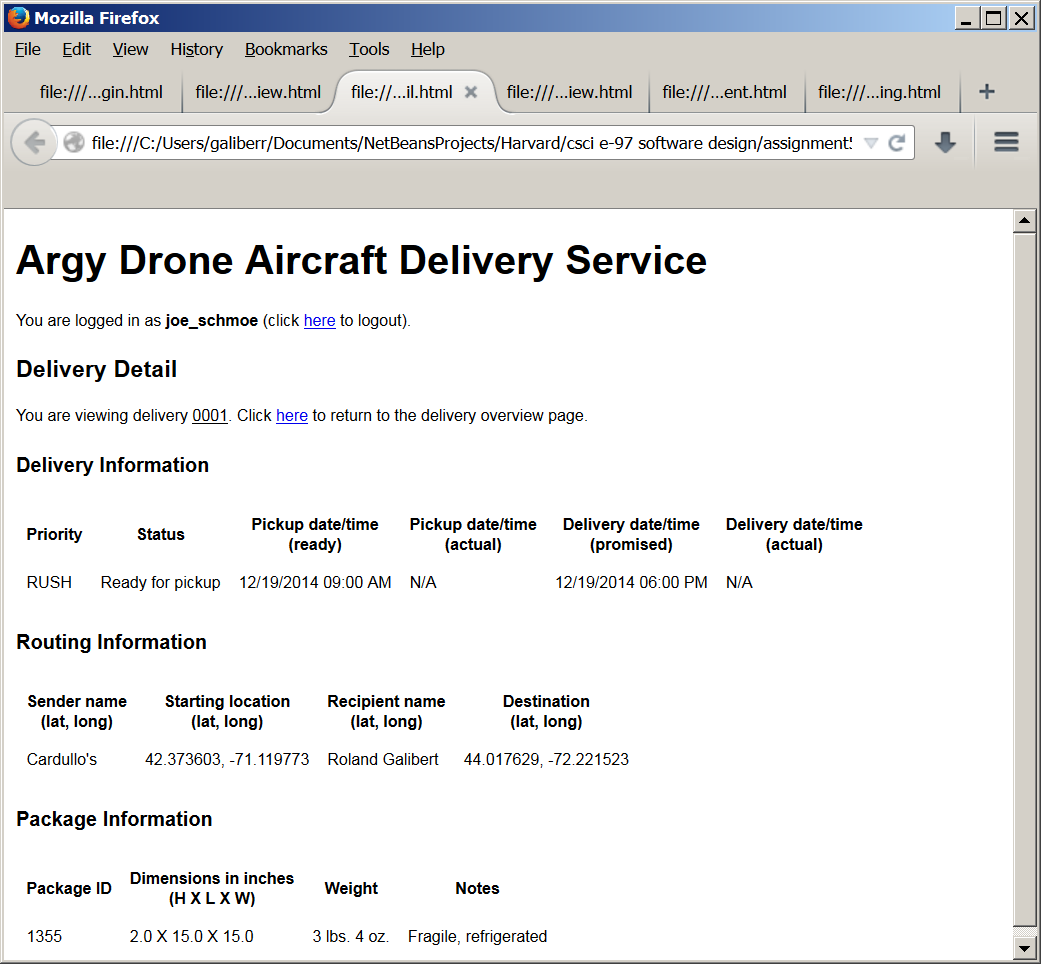 Mozilla Firefox
File Edit View History Bookmarks Tools Help
file:///...gin.html file:///...iew.html file://...il.html file:///...iew.html file:///...ent.html file:///...ing.html
file:///C:/Users/galiberr/Documents/NetBeansProjects/Harvard/csci e-97 software design/assignment5
Argy Drone Aircraft Delivery Service
You are logged in as joe_schmoe (click here to logout).
Delivery Detail
You are viewing delivery 0001. Click here to return to the delivery overview page.
Delivery Information
Priority Status Pickup date/time (ready) Pickup date/time (actual) Delivery date/time (promised) Delivery date/time (actual)
RUSH Ready for pickup 12/19/2014 09:00 AM N/A 12/19/2014 06:00 PM N/A
Routing Information
Sender name (lat, long) Starting location (lat, long) Recipient name (lat, long) Destination (lat, long)
Cardullo's 42.373603, -71.119773 Roland Galibert 44.017629, -72.221523
Package Information
Package ID Dimensions in inches (H X L X W) Weight Notes
1355 2.0 X 15.0 X 15.0 3 lbs. 4 oz. Fragile, refrigerated